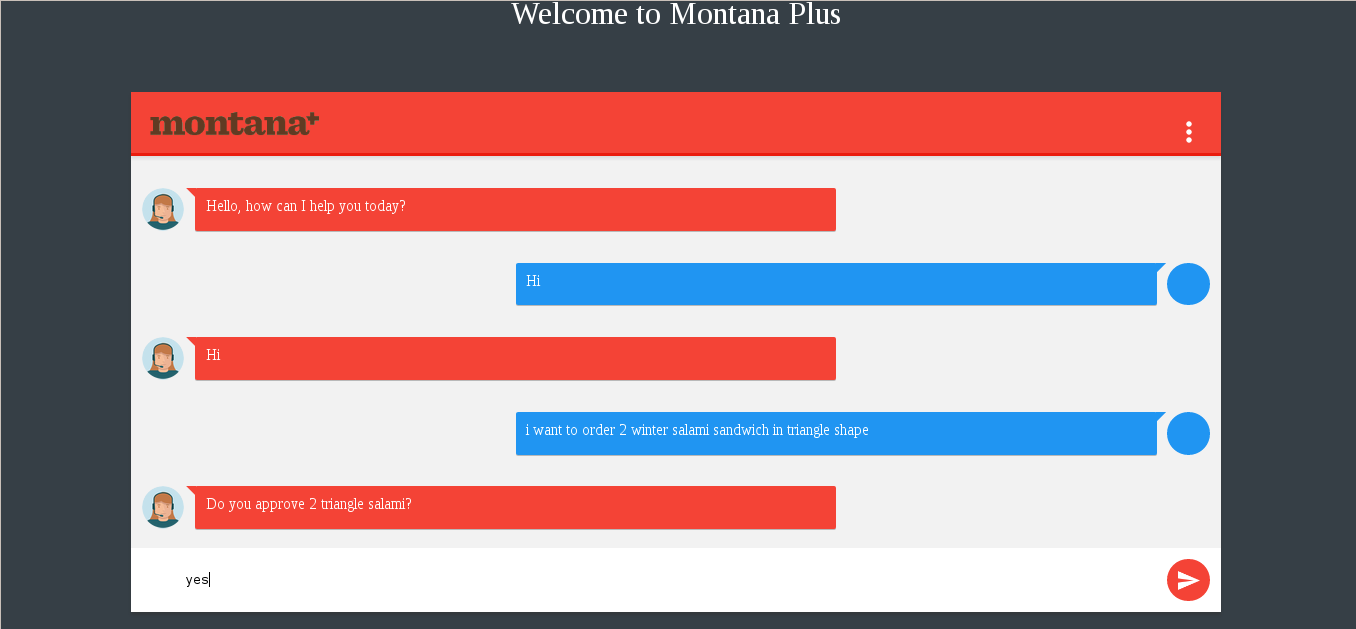 Welcome to Montana Plus
montana+
Hello, how can I help you today?
Hi
Hi
i want to order 2 winter salami sandwich in triangle shape
Do you approve 2 triangle salami?
yes